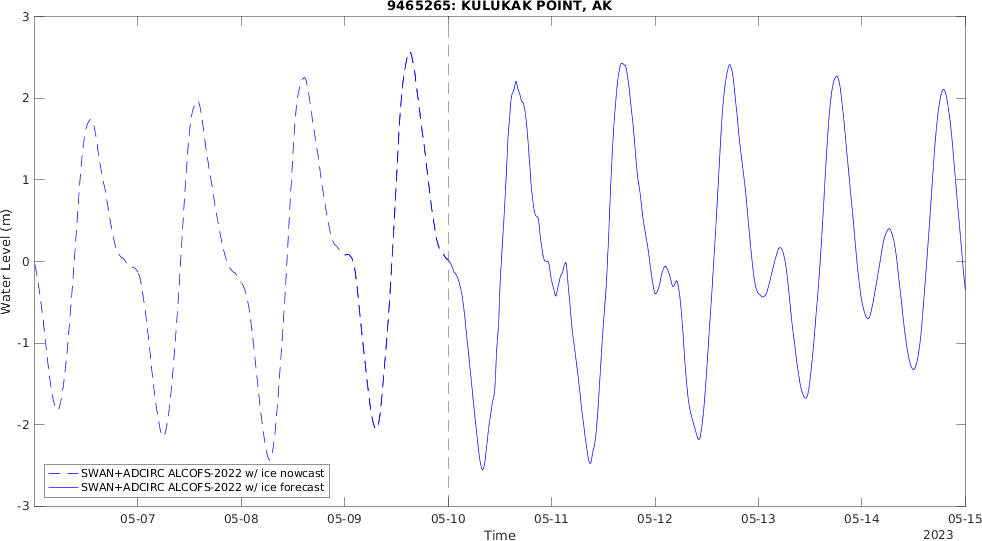 9465265: KULUKAK POINT, AK
3
2
1
0
-1
-2
-3
Water Level (m)
SWAN+ADCIRC ALCOFS-2022 w/ ice nowcast
SWAN+ADCIRC ALCOFS-2022 w/ ice forecast
05-07 05-08 05-09 05-10 05-11 05-12 05-13 05-14 05-15
Time
2023